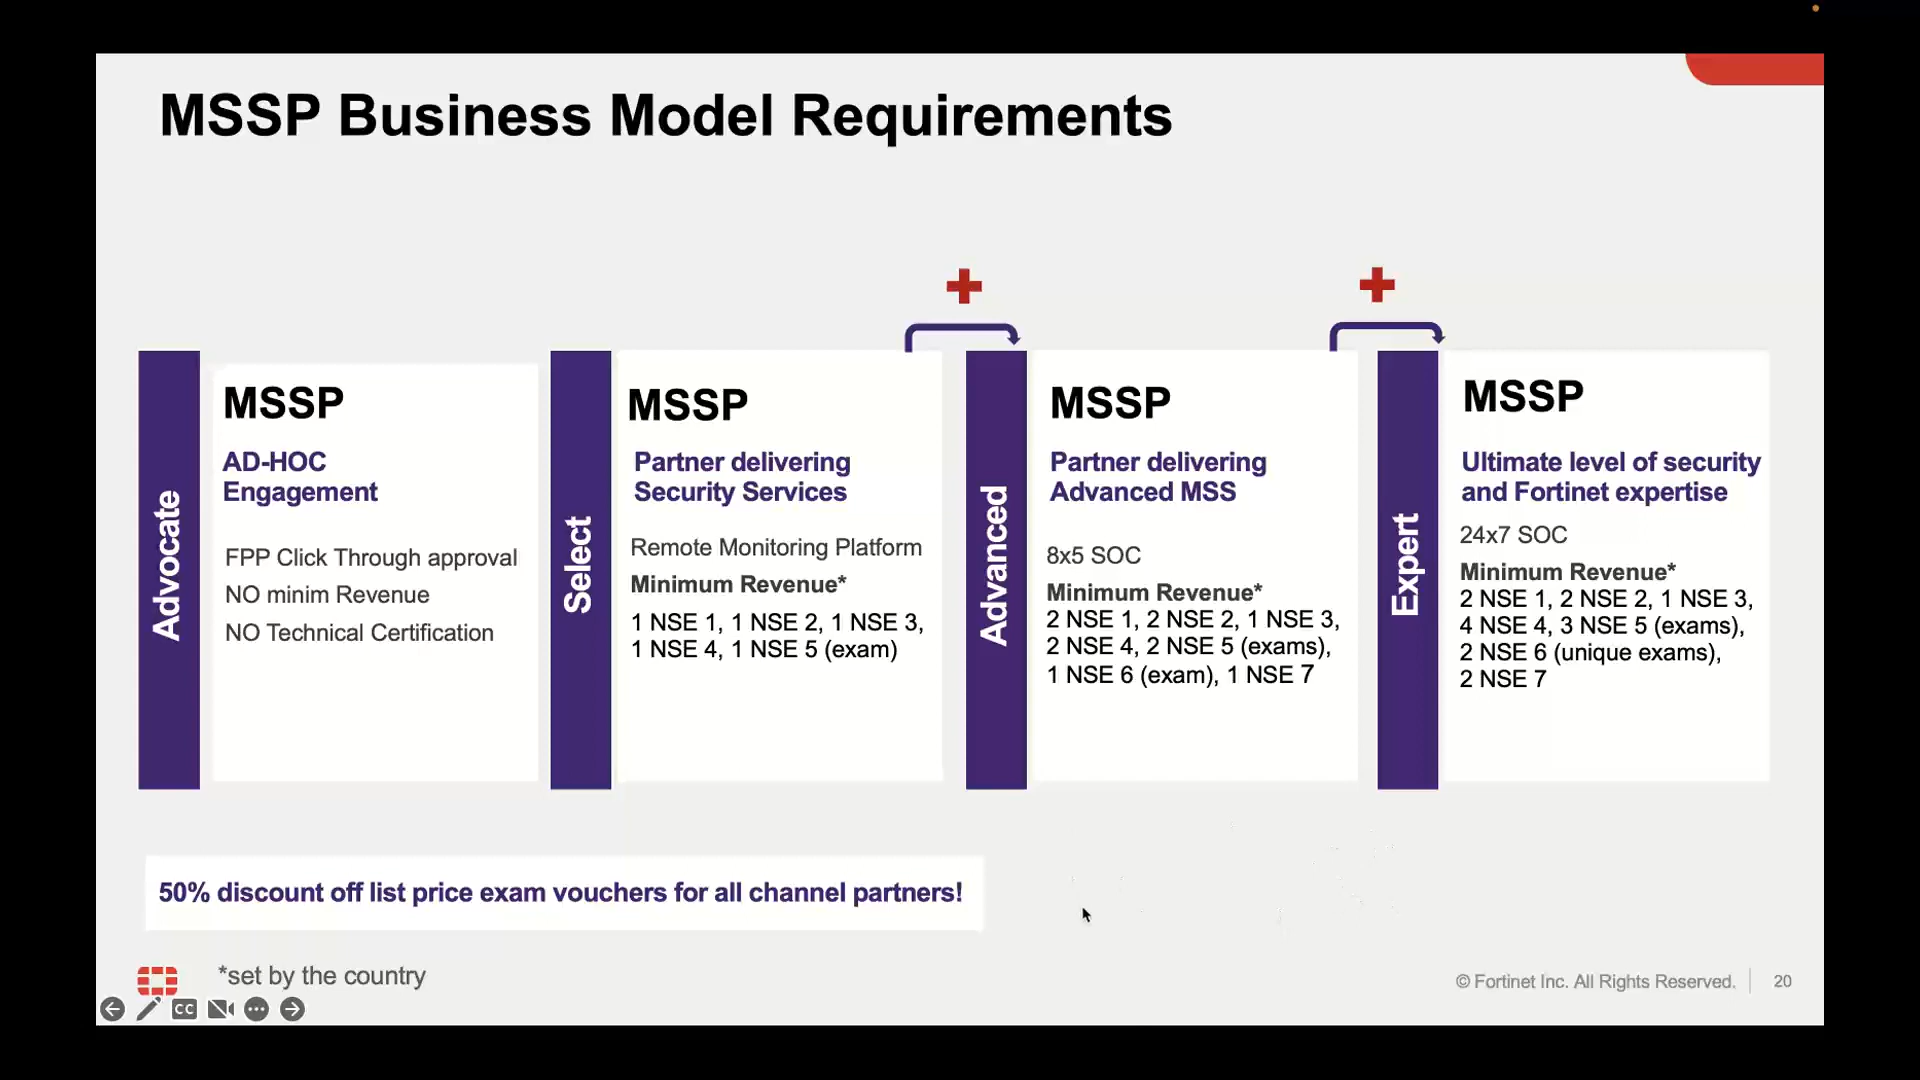 MSSP Business Model Requirements
Advocate
MSSP
AD-HOC
Engagement
FPP Click Through approval
NO minim Revenue
NO Technical Certification
Select
MSSP
Partner delivering
Security Services
Remote Monitoring Platform
Minimum Revenue*
1 NSE 1, 1 NSE 2, 1 NSE 3,
1 NSE 4, 1 NSE 5 (exam)
Advanced
MSSP
Partner delivering
Advanced MSS
8x5 SOC
Minimum Revenue*
2 NSE 1, 2 NSE 2, 1 NSE 3,
2 NSE 4, 2 NSE 5 (exams),
1 NSE 6 (exam), 1 NSE 7
Expert
MSSP
Ultimate level of security
and Fortinet expertise
24x7 SOC
Minimum Revenue*
2 NSE 1, 2 NSE 2, 1 NSE 3,
4 NSE 4, 3 NSE 5 (exams),
2 NSE 6 (unique exams),
2 NSE 7
50% discount off list price exam vouchers for all channel partners!
*set by the country
© Fortinet Inc. All Rights Reserved.
20
CC